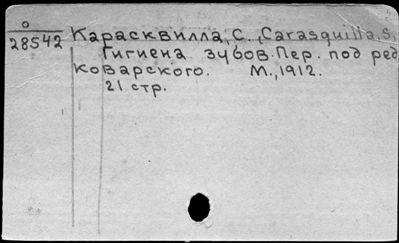 О
28542
Карасквилла, С., Carasquilla, S.
Гигиена зубов. Пер. под ред
Коварского. М., 1912.
21 стр.